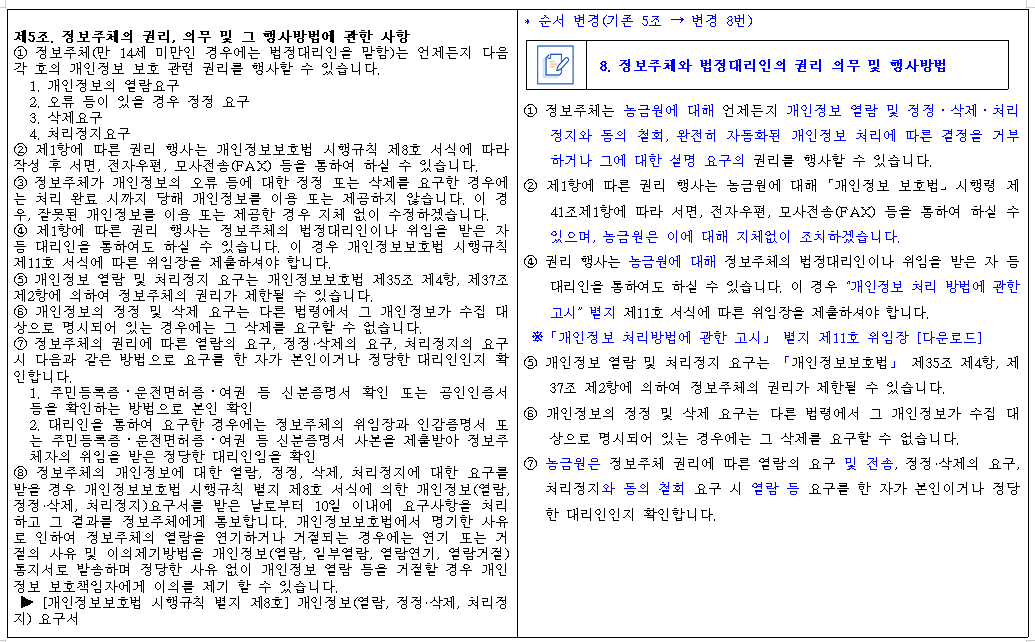 제5조. 정보주체의 권리, 의무 및 그 행사방법에 관한 사항
① 정보주체(만 14세 미만인 경우에는 법정대리인을 말함)는 언제든지 다음
각 호의 개인정보 보호 관련 권리를 행사할 수 있습니다.
1. 개인정보의 열람요구
2. 오류 등이 있을 경우 정정 요구
3. 삭제요구
4. 처리정지요구
② 제1항에 따른 권리 행사는 개인정보보호법 시행규칙 제8호 서식에 따라
작성 후 서면, 전자우편, 모사전송(FAX) 등을 통하여 하실 수 있습니다.
③ 정보주체가 개인정보의 오류 등에 대한 정정 또는 삭제를 요구한 경우에
는 처리 완료 시까지 당해 개인정보를 이용 또는 제공하지 않습니다. 이 경
우, 잘못된 개인정보를 이용 또는 제공한 경우 지체 없이 수정하겠습니다.
④ 제1항에 따른 권리 행사는 정보주체의 법정대리인이나 위임을 받은 자
등 대리인을 통하여도 하실 수 있습니다. 이 경우 개인정보보호법 시행규칙
제11호 서식에 따른 위임장을 제출하셔야 합니다.
⑤ 개인정보 열람 및 처리정지 요구는 개인정보보호법 제35조 제4항, 제37조
제2항에 의하여 정보주체의 권리가 제한될 수 있습니다.
⑥ 개인정보의 정정 및 삭제 요구는 다른 법령에서 그 개인정보가 수집 대
상으로 명시되어 있는 경우에는 그 삭제를 요구할 수 없습니다.
⑦ 정보주체의 권리에 따른 열람의 요구, 정정·삭제의 요구, 처리정지의 요구
시 다음과 같은 방법으로 요구를 한 자가 본인이거나 정당한 대리인인지 확
인합니다.
1. 주민등록증·운전면허증·여권 등 신분증명서 확인 또는 공인인증서
등을 확인하는 방법으로 본인 확인
2. 대리인을 통하여 요구한 경우에는 정보주체의 위임장과 인감증명서 또
는 주민등록증·운전면허증·여권 등 신분증명서 사본을 제출받아 정보주
체자의 위임을 받은 정당한 대리인임을 확인
⑧ 정보주체의 개인정보에 대한 열람, 정정, 삭제, 처리정지에 대한 요구를
받을 경우 개인정보보호법 시행규칙 별지 제8호 서식에 의한 개인정보(열람,
정정·삭제, 처리정지)요구서를 받은 날로부터 10일 이내에 요구사항을 처리
하고 그 결과를 정보주체에게 통보합니다. 개인정보보호법에서 명기한 사유
로 인하여 정보주체의 열람을 연기하거나 거절되는 경우에는 연기 또는 거
절의 사유 및 이의제기방법을 개인정보(열람, 일부열람, 열람연기, 열람거절)
통지서로 발송하며 정당한 사유 없이 개인정보 열람 등을 거절할 경우 개인
정보 보호책임자에게 이의를 제기 할 수 있습니다.
▶ [개인정보보호법 시행규칙 별지 제8호] 개인정보(열람, 정정·삭제, 처리정
지) 요구서
* 순서 변경(기존 5조 → 변경 8번)
8. 정보주체와 법정대리인의 권리 의무 및 행사방법
① 정보주체는 농금원에 대해 언제든지 개인정보 열람 및 정정·삭제·처리
정지와 동의 철회, 완전히 자동화된 개인정보 처리에 따른 결정을 거부
하거나 그에 대한 설명 요구의 권리를 행사할 수 있습니다.
② 제1항에 따른 권리 행사는 농금원에 대해 「개인정보 보호법」 시행령 제
41조제1항에 따라 서면, 전자우편, 모사전송(FAX) 등을 통하여 하실 수
있으며, 농금원은 이에 대해 지체없이 조치하겠습니다.
④ 권리 행사는 농금원에 대해 정보주체의 법정대리인이나 위임을 받은 자 등
대리인을 통하여도 하실 수 있습니다. 이 경우 “개인정보 처리 방법에 관한
고시” 별지 제11호 서식에 따른 위임장을 제출하셔야 합니다.
※「개인정보 처리방법에 관한 고시」 별지 제11호 위임장 [다운로드]
⑤ 개인정보 열람 및 처리정지 요구는 「개인정보보호법」 제35조 제4항, 제
37조 제2항에 의하여 정보주체의 권리가 제한될 수 있습니다.
⑥ 개인정보의 정정 및 삭제 요구는 다른 법령에서 그 개인정보가 수집 대
상으로 명시되어 있는 경우에는 그 삭제를 요구할 수 없습니다.
⑦ 농금원은 정보주체 권리에 따른 열람의 요구 및 전송, 정정·삭제의 요구,
처리정지와 동의 철회 요구 시 열람 등 요구를 한 자가 본인이거나 정당
한 대리인인지 확인합니다.